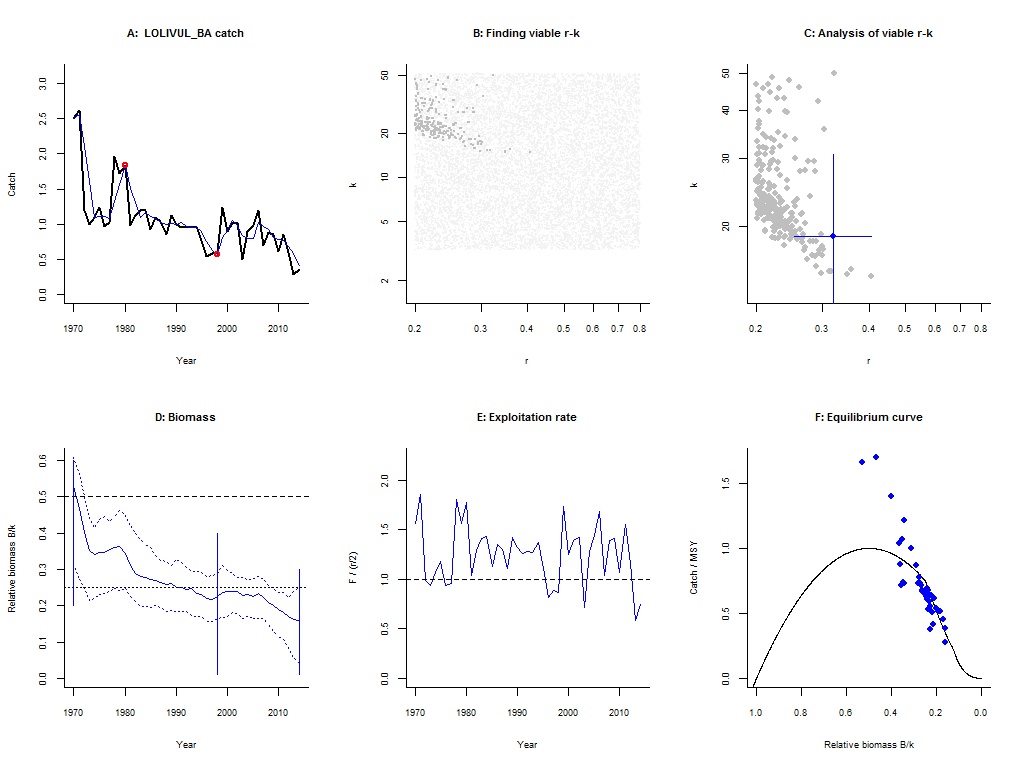 A: LOLIVUL_BA catch
B: Finding viable r-k
C: Analysis of viable r-k
Catch
0.0 0.5 1.0 1.5 2.0 2.5 3.0
1970 1980 1990 2000 2010
Year
k
2 5 10 20 50
0.2 0.3 0.4 0.5 0.6 0.7 0.8
r
k
20 30 40 50
0.2 0.3 0.4 0.5 0.6 0.7 0.8
r
D: Biomass
E: Exploitation rate
F: Equilibrium curve
Relative biomass B/k
0.0 0.1 0.2 0.3 0.4 0.5 0.6
1970 1980 1990 2000 2010
Year
F / (r/2)
0.0 0.5 1.0 1.5 2.0
1970 1980 1990 2000 2010
Year
Catch / MSY
0.0 0.5 1.0 1.5
1.0 0.8 0.6 0.4 0.2 0.0
Relative biomass B/k